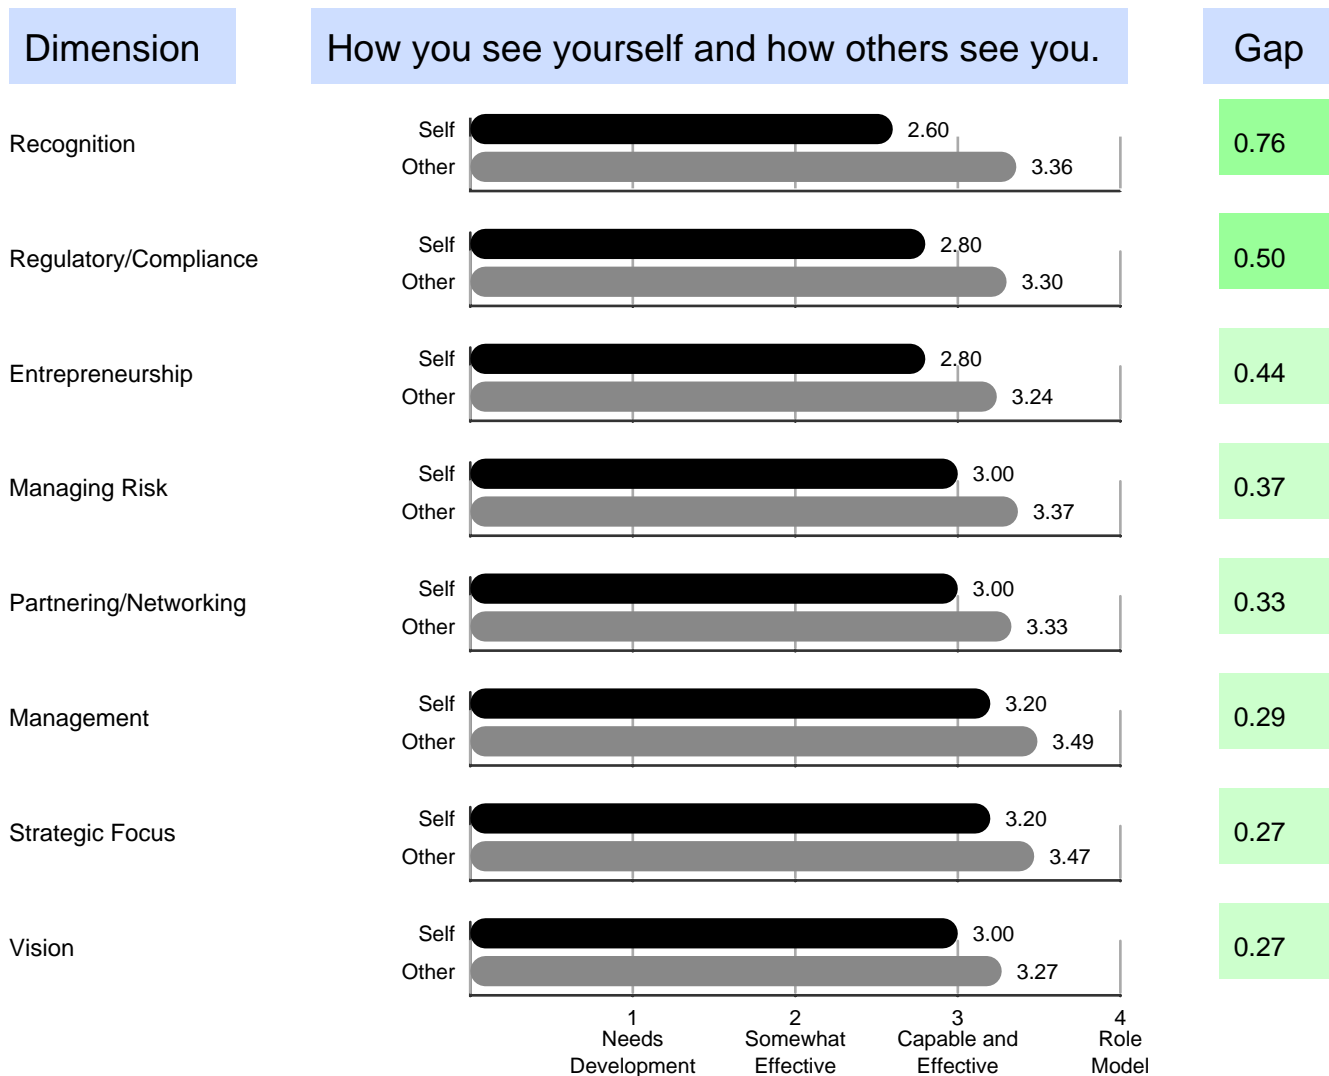 Dimension
How you see yourself and how others see you.
Gap
Recognition
Self
2.60
Other
3.36
0.76
Regulatory/Compliance
Self
2.80
Other
3.30
0.50
Entrepreneurship
Self
2.80
Other
3.24
0.44
Managing Risk
Self
3.00
Other
3.37
0.37
Partnering/Networking
Self
3.00
Other
3.33
0.33
Management
Self
3.20
Other
3.49
0.29
Strategic Focus
Self
3.20
Other
3.47
0.27
Vision
Self
3.00
Other
3.27
0.27
1
Needs
Development
2
Somewhat
Effective
3
Capable and
Effective
4
Role
Model